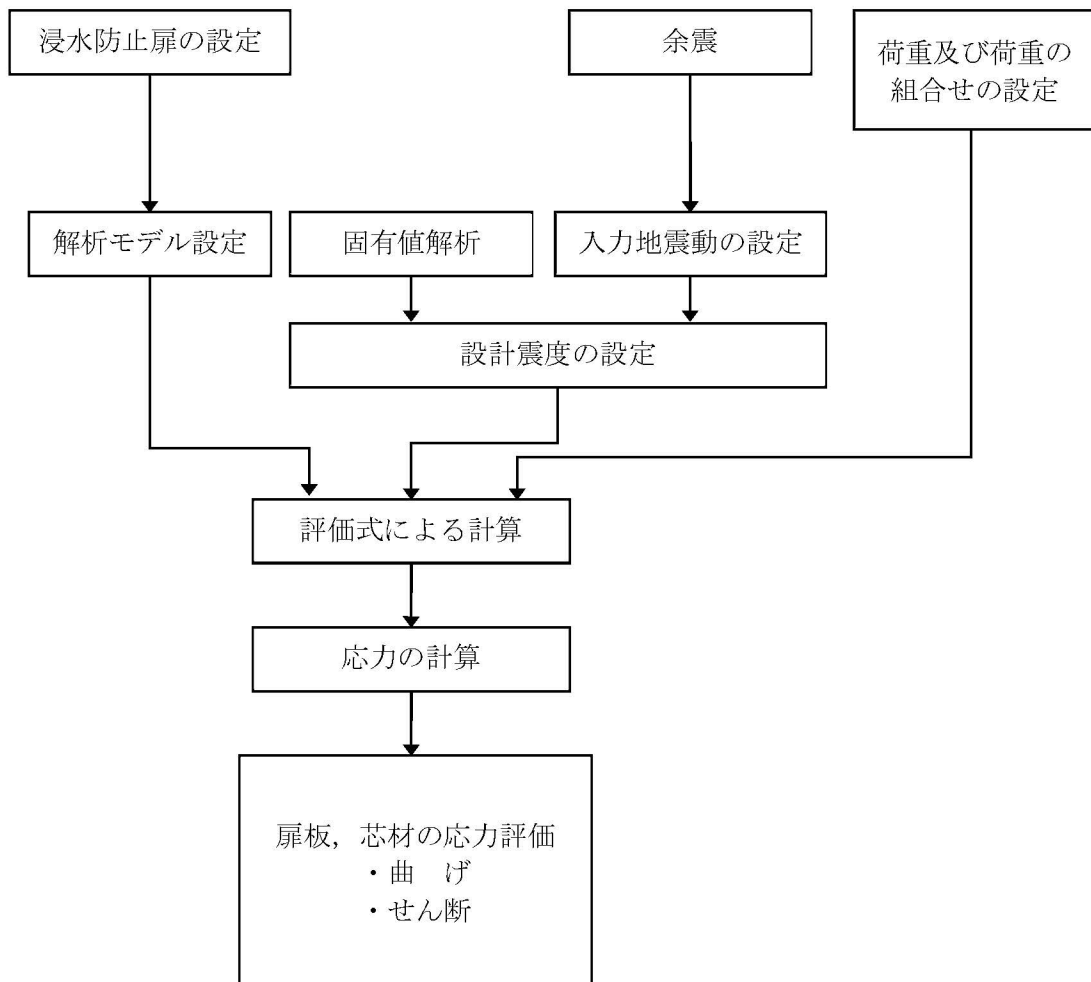 浸水防止扉の設定
余震
荷重及び荷重の
組合せの設定
解析モデル設定
固有値解析
入力地震動の設定
設計震度の設定
評価式による計算
応力の計算
扉板，芯材の応力評価
・曲　げ
・せん断